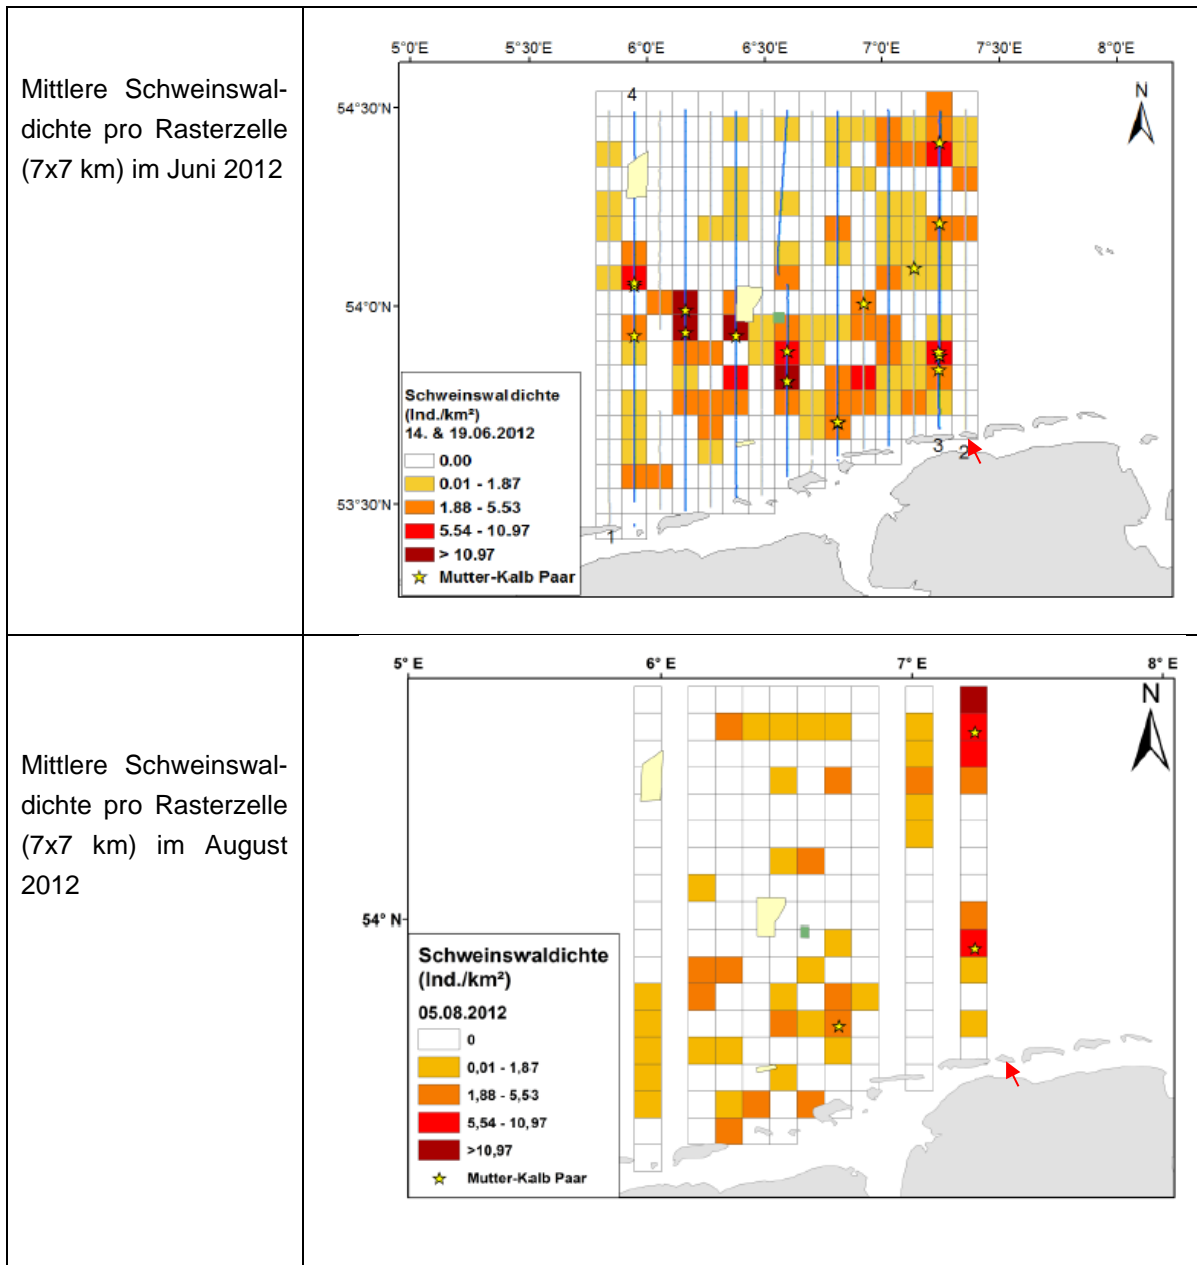 Mittlere Schweinswal-
dichte pro Rasterzelle
(7x7 km) im Juni 2012
5°0'E 5°30'E 6°0'E 6°30'E 7°0'E 7°30'E 8°0'E
54°30'N
54°0'N
53°30'N
N
4
3
2
1
Schweinswaldichte
(Ind./km²)
14. & 19.06.2012
0.00
0.01 - 1.87
1.88 - 5.53
5.54 - 10.97
> 10.97
Mutter-Kalb Paar
Mittlere Schweinswal-
dichte pro Rasterzelle
(7x7 km) im August
2012
5° E 6° E 7° E 8° E
54° N
N
Schweinswaldichte
(Ind./km²)
05.08.2012
0
0,01 - 1,87
1,88 - 5,53
5,54 - 10,97
>10,97
Mutter-Kalb Paar